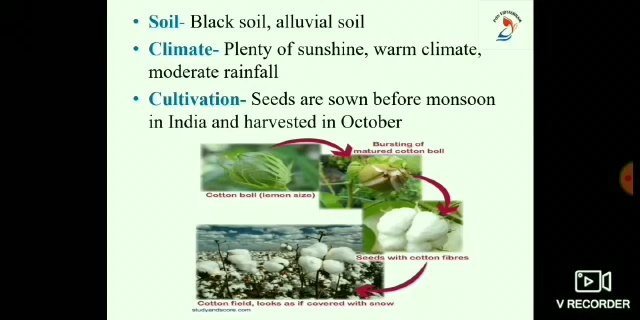 • Soil- Black soil, alluvial soil
• Climate- Plenty of sunshine, warm climate,
moderate rainfall
• Cultivation- Seeds are sown before monsoon
in India and harvested in October
Bursting of
matured cotton boll
Cotton boll (lemon size)
Seeds with cotton fibres
Cotton field, looks as if covered with snow
studyandscore.com
V RECORDER